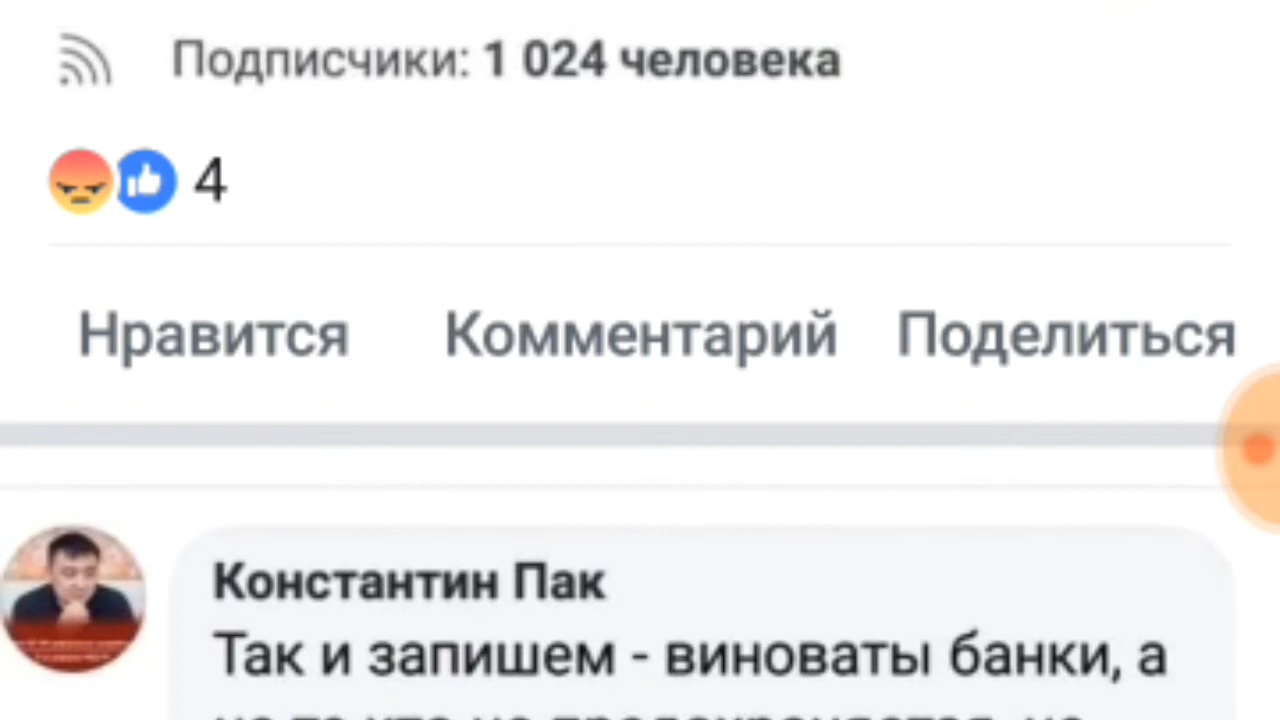 Подписчики: 1 024 человека
4
Нравится Комментарий Поделиться
Константин Пак
Так и запишем - виноваты банки, а